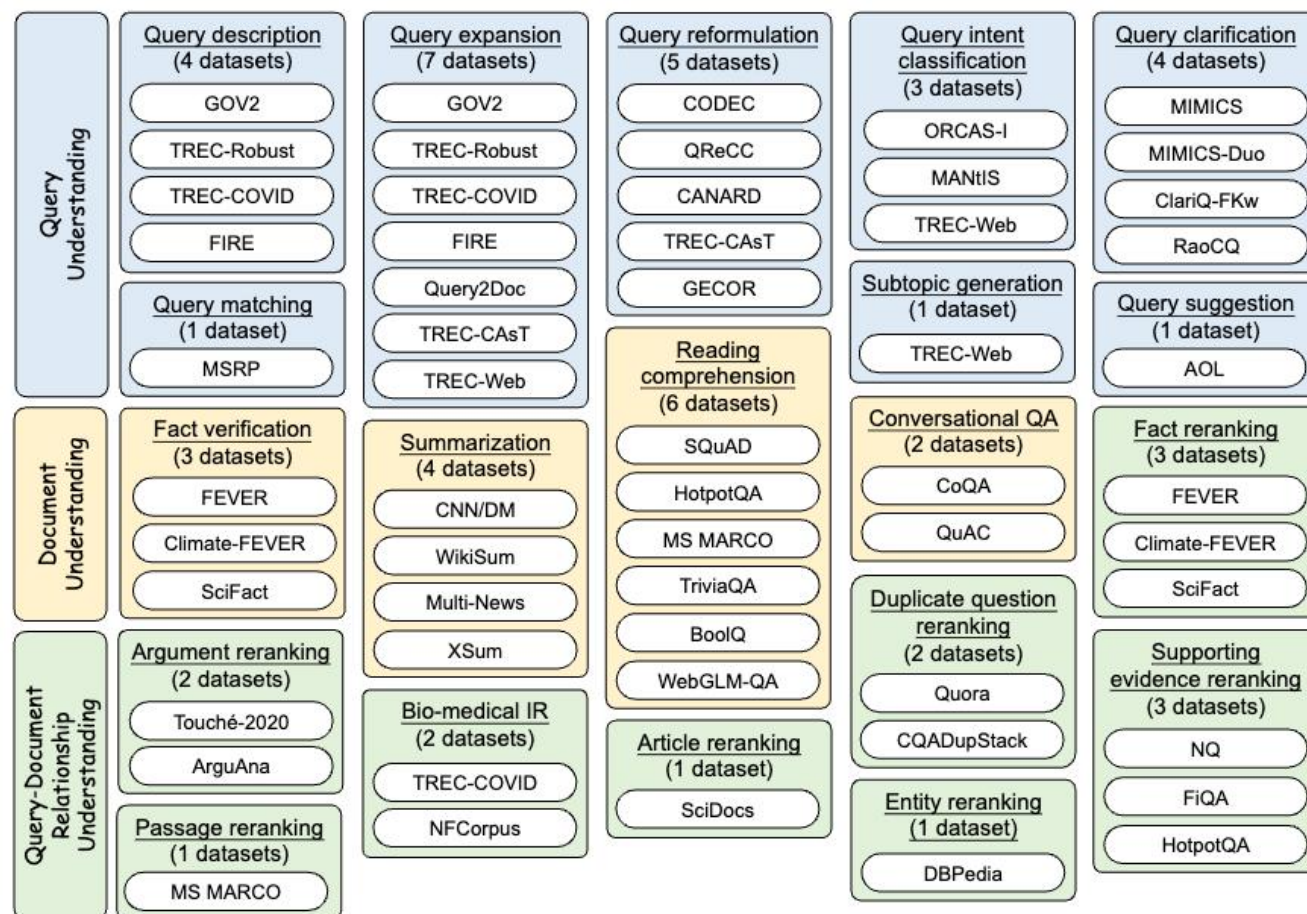 Query
Understanding
Query description
(4 datasets)
GOV2
TREC-Robust
TREC-COVID
FIRE
Query matching
(1 dataset)
MSRP
Query expansion
(7 datasets)
GOV2
TREC-Robust
TREC-COVID
FIRE
Query2Doc
TREC-CAsT
TREC-Web
Query reformulation
(5 datasets)
CODEC
QReCC
CANARD
TREC-CAsT
GECOR
Query intent
classification
(3 datasets)
ORCAS-I
MANtIS
TREC-Web
Subtopic generation
(1 dataset)
TREC-Web
Query clarification
(4 datasets)
MIMICS
MIMICS-Duo
ClariQ-FKw
RaoCQ
Query suggestion
(1 dataset)
AOL
Document
Understanding
Fact verification
(3 datasets)
FEVER
Climate-FEVER
SciFact
Summarization
(4 datasets)
CNN/DM
WikiSum
Multi-News
XSum
Reading
comprehension
(6 datasets)
SQuAD
HotpotQA
MS MARCO
TriviaQA
BoolQ
WebGLM-QA
Conversational QA
(2 datasets)
CoQA
QuAC
Query-Document
Relationship
Understanding
Argument reranking
(2 datasets)
Touché-2020
ArguAna
Passage reranking
(1 datasets)
MS MARCO
Bio-medical IR
(2 datasets)
TREC-COVID
NFCorpus
Article reranking
(1 dataset)
SciDocs
Duplicate question
reranking
(2 datasets)
Quora
CQADupStack
Entity reranking
(1 dataset)
DBPedia
Fact reranking
(3 datasets)
FEVER
Climate-FEVER
SciFact
Supporting
evidence reranking
(3 datasets)
NQ
FiQA
HotpotQA